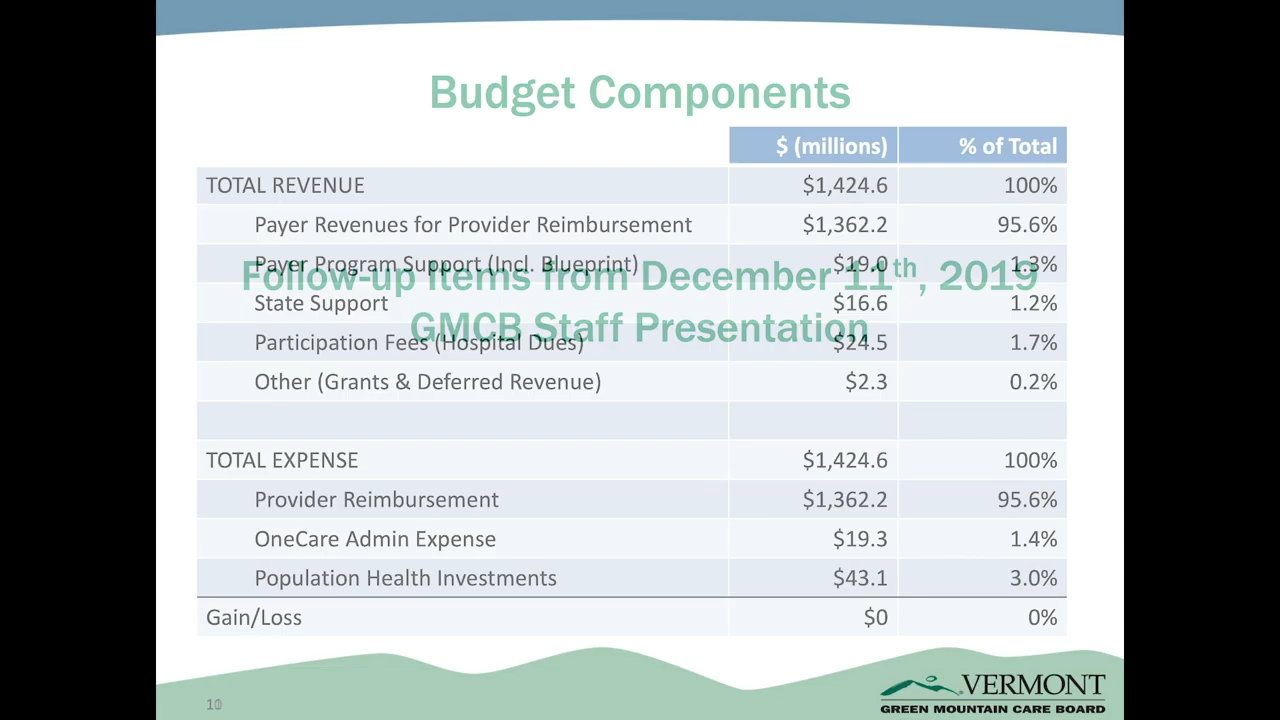 Budget Components
$ (millions) % of Total
TOTAL REVENUE $1,424.6 100%
Payer Revenues for Provider Reimbursement $1,362.2 95.6%
Payer Program Support (Incl. Blueprint) $19.0 1.3%
Follow-up Items from December 11th, 2019
State Support $16.6 1.2%
GMCB Staff Presentation
Participation Fees (Hospital Dues) $24.5 1.7%
Other (Grants & Deferred Revenue) $2.3 0.2%
TOTAL EXPENSE $1,424.6 100%
Provider Reimbursement $1,362.2 95.6%
OneCare Admin Expense $19.3 1.4%
Population Health Investments $43.1 3.0%
Gain/Loss $0 0%
VERMONT
GREEN MOUNTAIN CARE BOARD